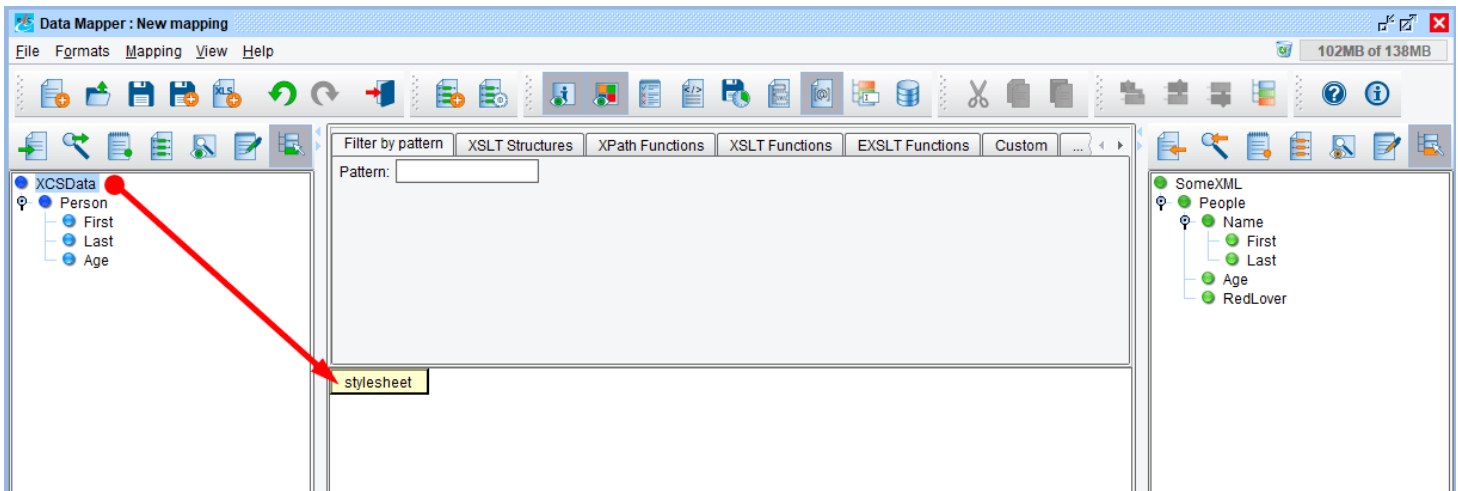 Data Mapper : New mapping
File Formats Mapping View Help
102MB of 138MB
XLS
Filter by pattern XSLT Structures XPath Functions XSLT Functions EXSLT Functions Custom ...
Pattern:
XCSData
Person
First
Last
Age
stylesheet
SomeXML
People
Name
First
Last
Age
RedLover